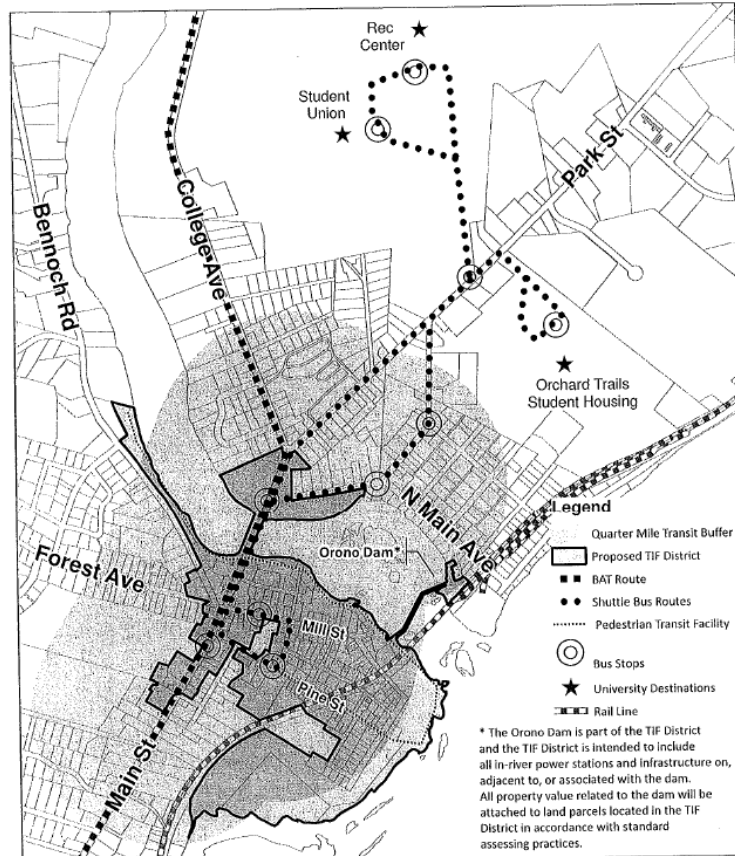 Rec
Center
Student
Union
Park St
College Ave
Bennoch Rd
Orchard Trails
Student Housing
N Main Ave
Orono Dam*
Forest Ave
Mill St
Pine St
Main St
Legend
Quarter Mile Transit Buffer
Proposed TIF District
BAT Route
Shuttle Bus Routes
Pedestrian Transit Facility
Bus Stops
University Destinations
Rail Line
* The Orono Dam is part of the TIF District
and the TIF District is intended to include
all in-river power stations and infrastructure on,
adjacent to, or associated with the dam.
All property value related to the dam will be
attached to land parcels located in the TIF
District in accordance with standard
assessing practices.